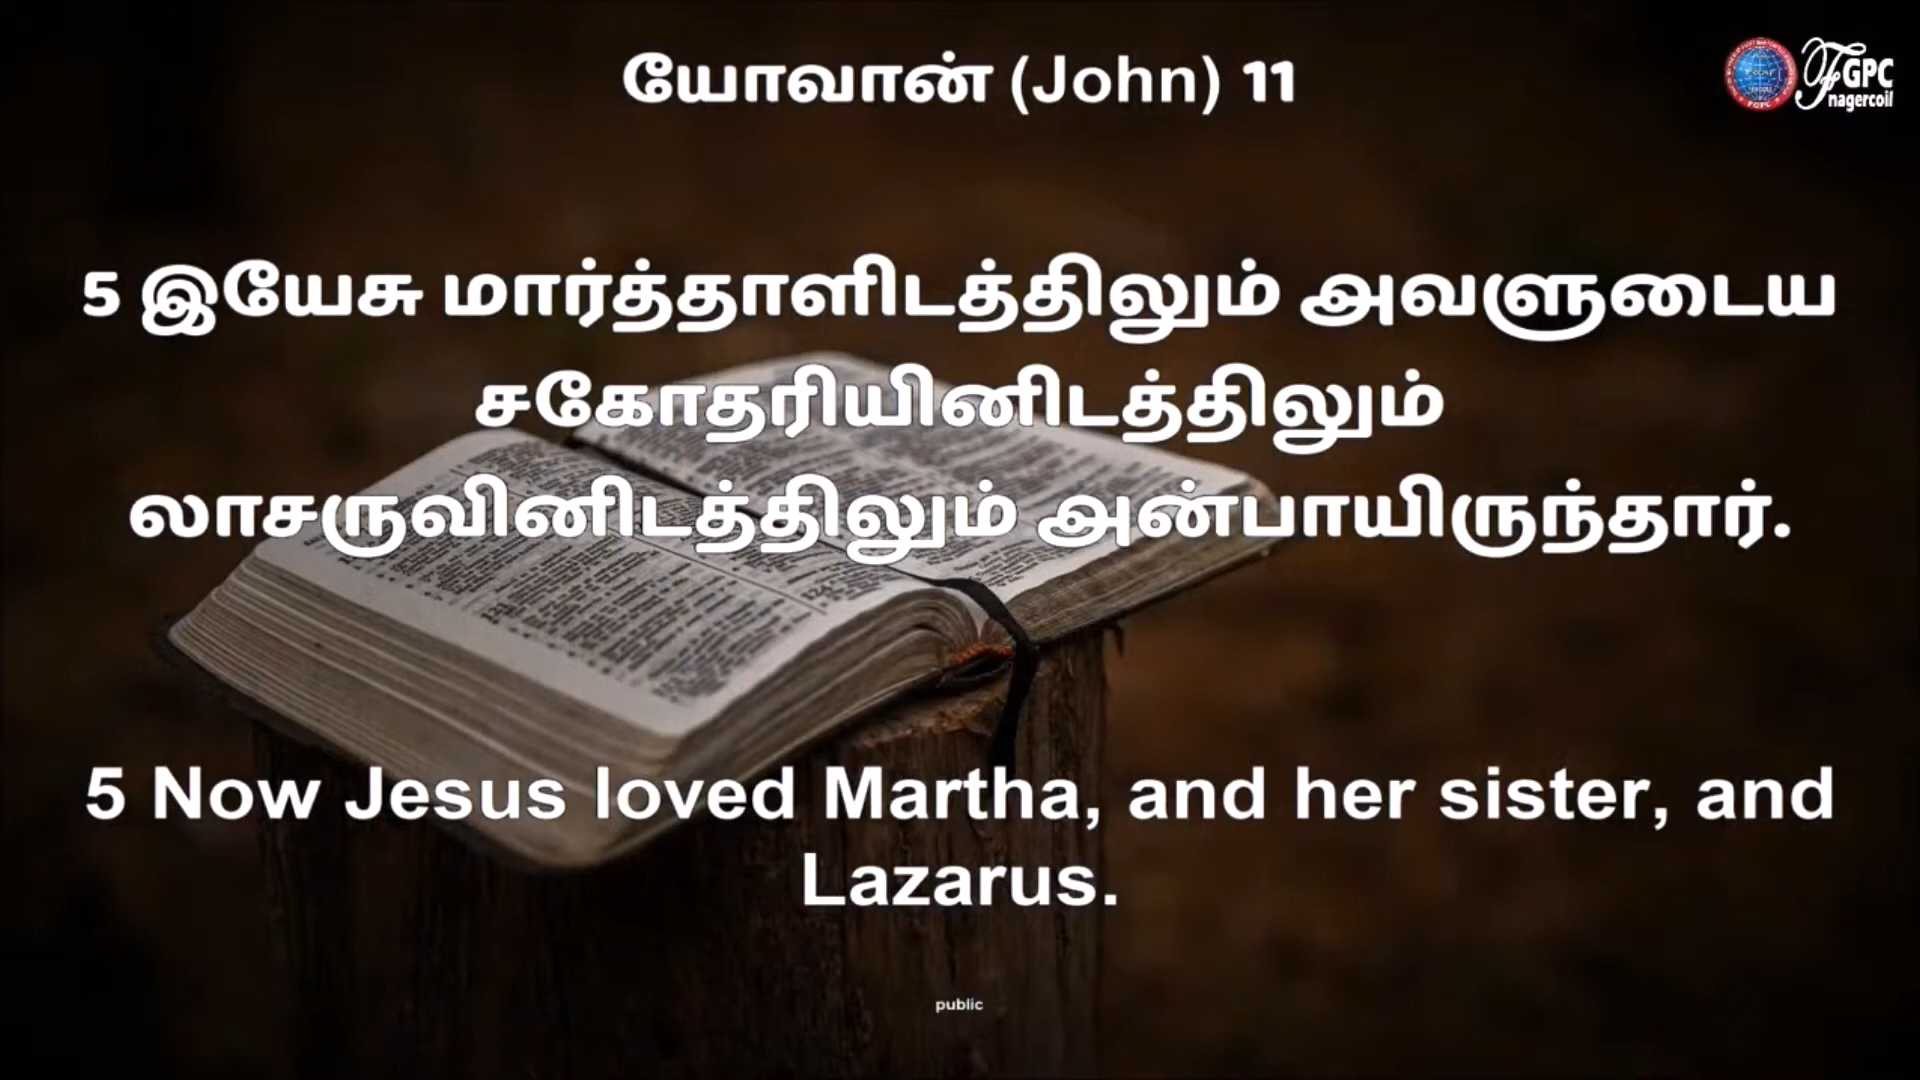 யோவான் (John) 11
FGPC
nagercoil
5 இயேசு மார்த்தாளிடத்திலும் அவளுடைய
சகோதரியினிடத்திலும்
லாசருவினிடத்திலும் அன்பாயிருந்தார்.
5 Now Jesus loved Martha, and her sister, and
Lazarus.
public